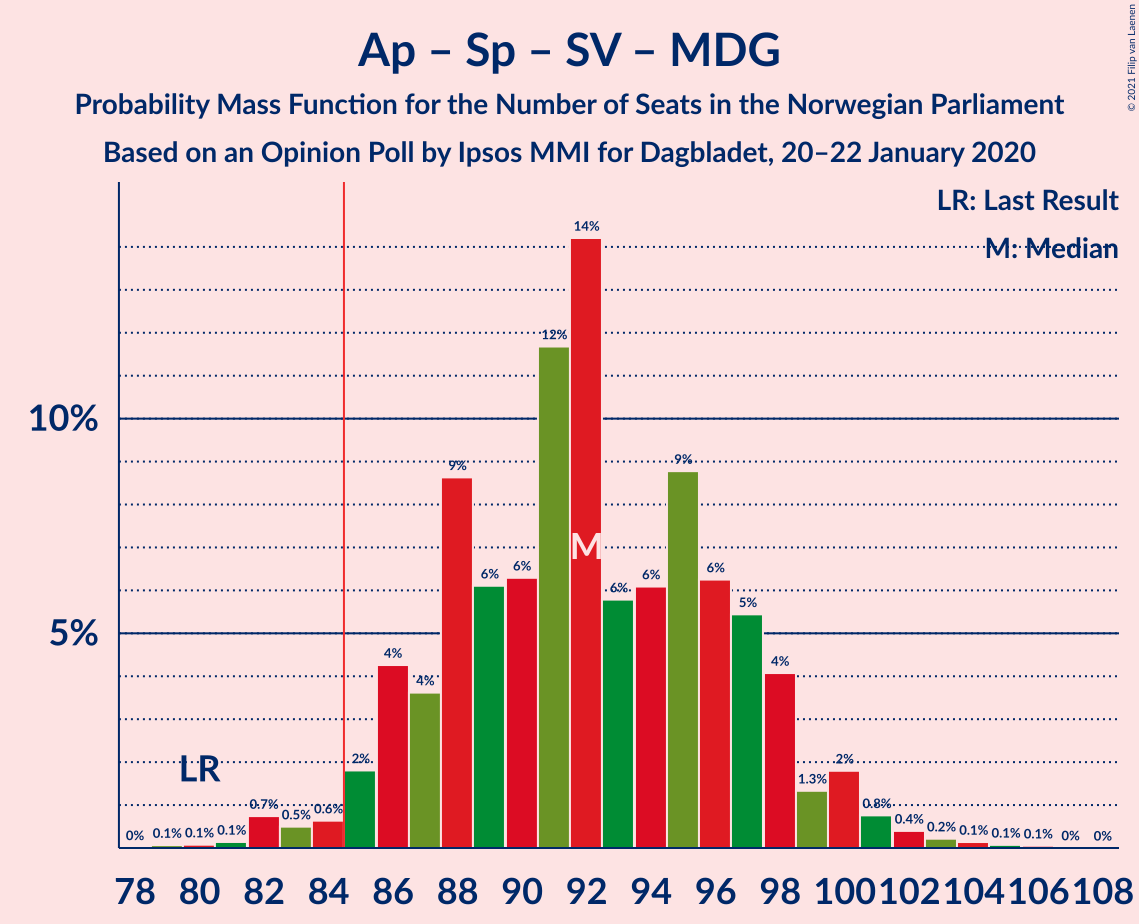 Ap – Sp – SV – MDG
Probability Mass Function for the Number of Seats in the Norwegian Parliament
Based on an Opinion Poll by Ipsos MMI for Dagbladet, 20–22 January 2020
© 2021 Filip van Laenen
LR: Last Result
M: Median
10%
5%
LR
M
0% 0.1% 0.1% 0.1% 0.7% 0.5% 0.6% 2% 4% 4% 9% 6% 6% 12% 14% 6% 6% 9% 6% 5% 4% 1.3% 2% 0.8% 0.4% 0.2% 0.1% 0.1% 0.1% 0% 0%
78 80 82 84 86 88 90 92 94 96 98 100 102 104 106 108